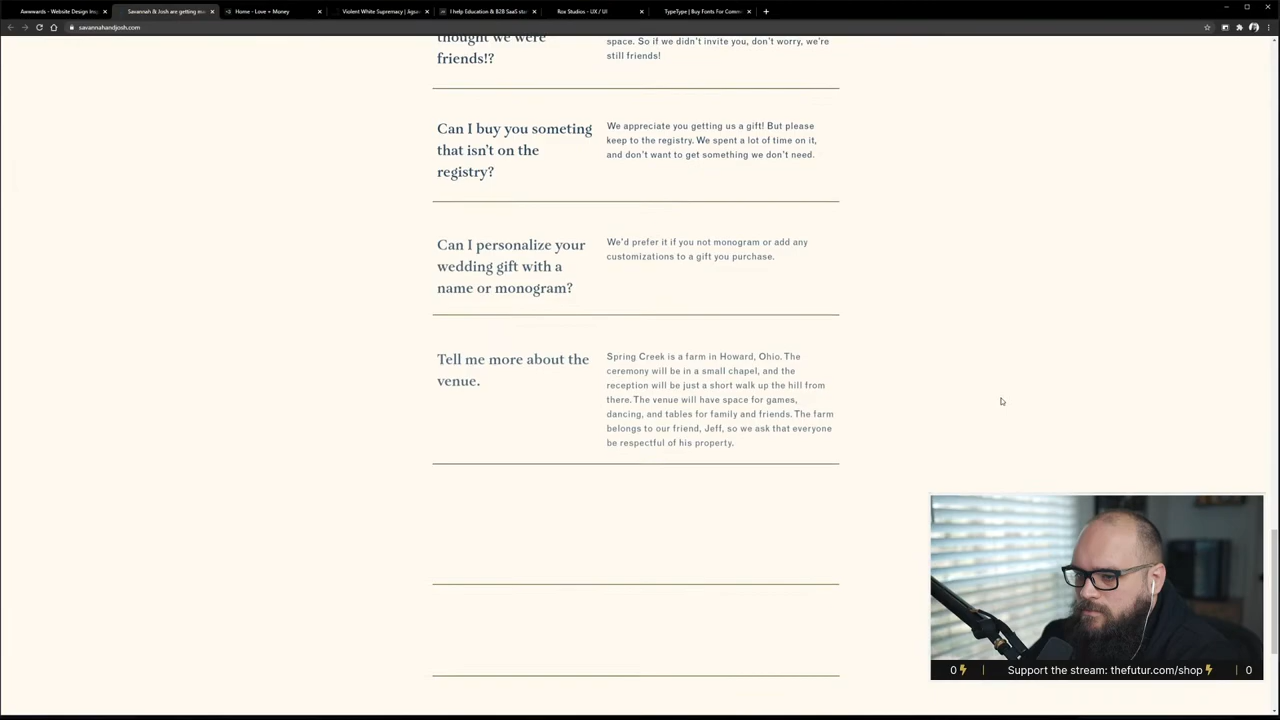 Awwwards - Website Design Ins
Savannah & Josh are getting m
Home - Love + Money
Violent White Supremacy | Jigsa
I help Education & B2B SaaS sta
Rox Studios - UX / UI
TypeType | Buy Fonts For Comm
savannahandjosh.com
thought we were
friends!?
space. So if we didn't invite you, don't worry, we're
still friends!
Can I buy you someting
that isn't on the
registry?
We appreciate you getting us a gift! But please
keep to the registry. We spent a lot of time on it,
and don't want to get something we don't need.
Can I personalize your
wedding gift with a
name or monogram?
We'd prefer it if you not monogram or add any
customizations to a gift you purchase.
Tell me more about the
venue.
Spring Creek is a farm in Howard, Ohio. The
ceremony will be in a small chapel, and the
reception will be just a short walk up the hill from
there. The venue will have space for games,
dancing, and tables for family and friends. The farm
belongs to our friend, Jeff, so we ask that everyone
be respectful of his property.
0 | Support the stream: thefutur.com/shop | 0